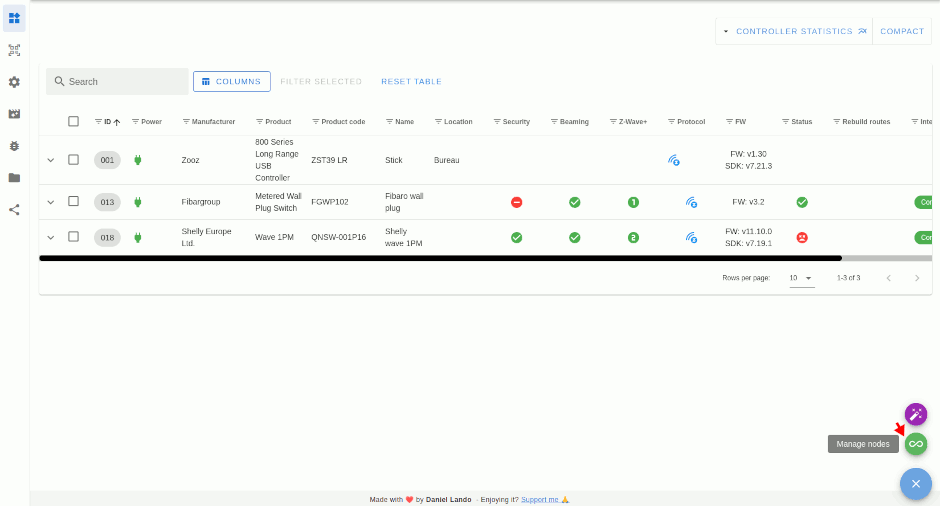 CONTROLLER STATISTICS
COMPACT
Search
COLUMNS
FILTER SELECTED
RESET TABLE
ID Power Manufacturer Product Product code Name Location Security Beaming Z-Wave+ Protocol FW Status Rebuild routes Inte
001 Zooz 800 Series Long Range USB Controller ZST39 LR Stick Bureau FW: v1.30 SDK: v7.21.3
013 Fibargroup Metered Wall Plug Switch FGWP102 Fibaro wall plug 1 FW: v3.2 Con
018 Shelly Europe Ltd. Wave 1PM QNSW-001P16 Shelly wave 1PM 2 FW: v11.10.0 SDK: v7.19.1 Con
Rows per page: 10 1-3 of 3
Manage nodes
Made with ❤️ by Daniel Lando - Enjoying it? Support me 🙏